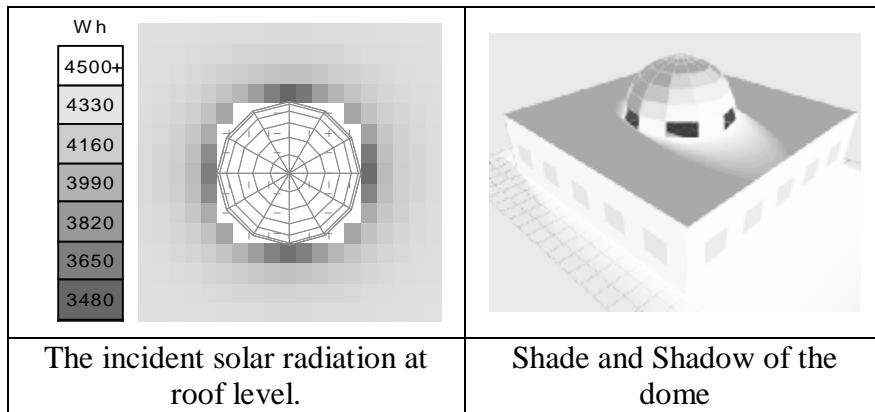 Wh
4500+
4330
4160
3990
3820
3650
3480
The incident solar radiation at
roof level.
Shade and Shadow of the
dome